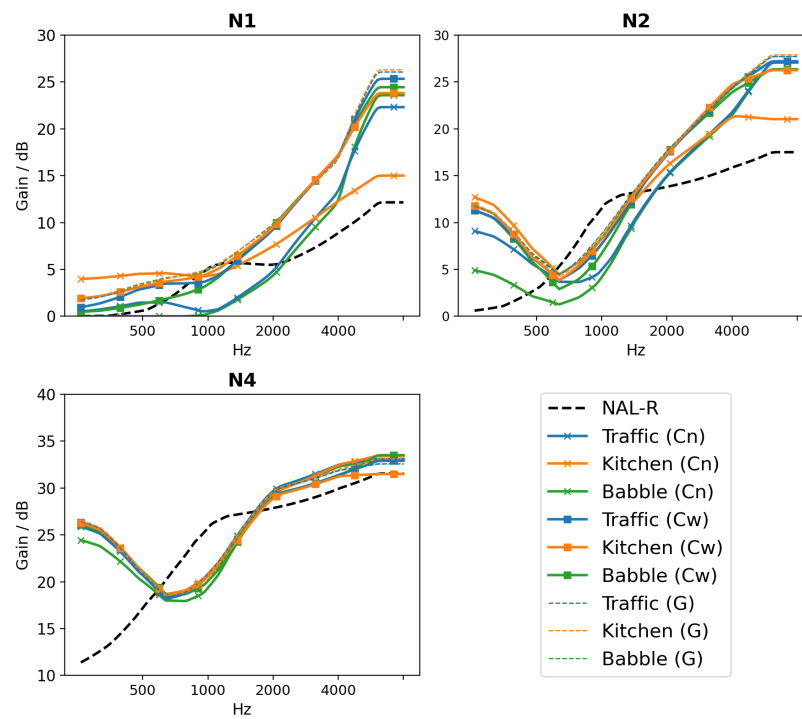 N1
30
25
20
15
10
5
0
Gain / dB
500 1000 2000 4000
Hz
N2
30
25
20
15
10
5
0
500 1000 2000 4000
Hz
N4
40
35
30
25
20
15
10
Gain / dB
500 1000 2000 4000
Hz
NAL-R
Traffic (Cn)
Kitchen (Cn)
Babble (Cn)
Traffic (Cw)
Kitchen (Cw)
Babble (Cw)
Traffic (G)
Kitchen (G)
Babble (G)